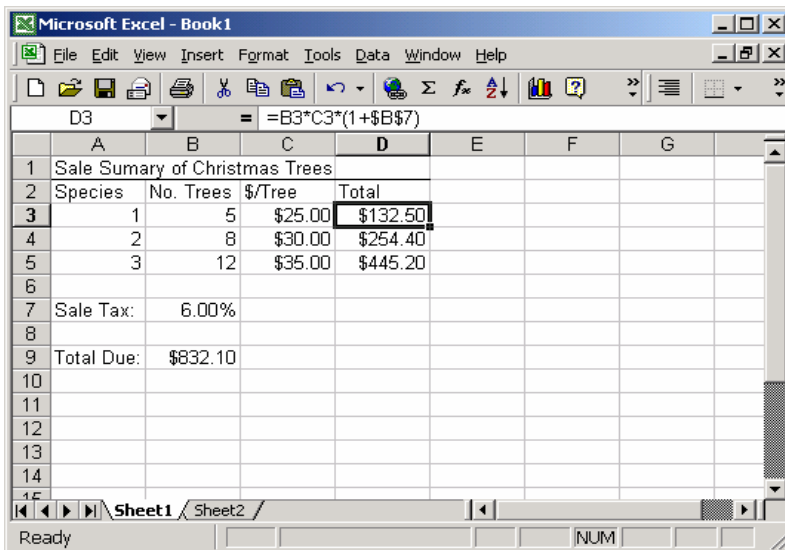 Microsoft Excel - Book1
File Edit View Insert Format Tools Data Window Help
D3 = =B3*C3*(1+$B$7)
A B C D E F G
1 Sale Sumary of Christmas Trees
2 Species No. Trees $/Tree Total
3 1 5 $25.00 $132.50
4 2 8 $30.00 $254.40
5 3 12 $35.00 $445.20
6
7 Sale Tax: 6.00%
8
9 Total Due: $832.10
10
11
12
13
14
15
Sheet1 Sheet2
Ready NUM